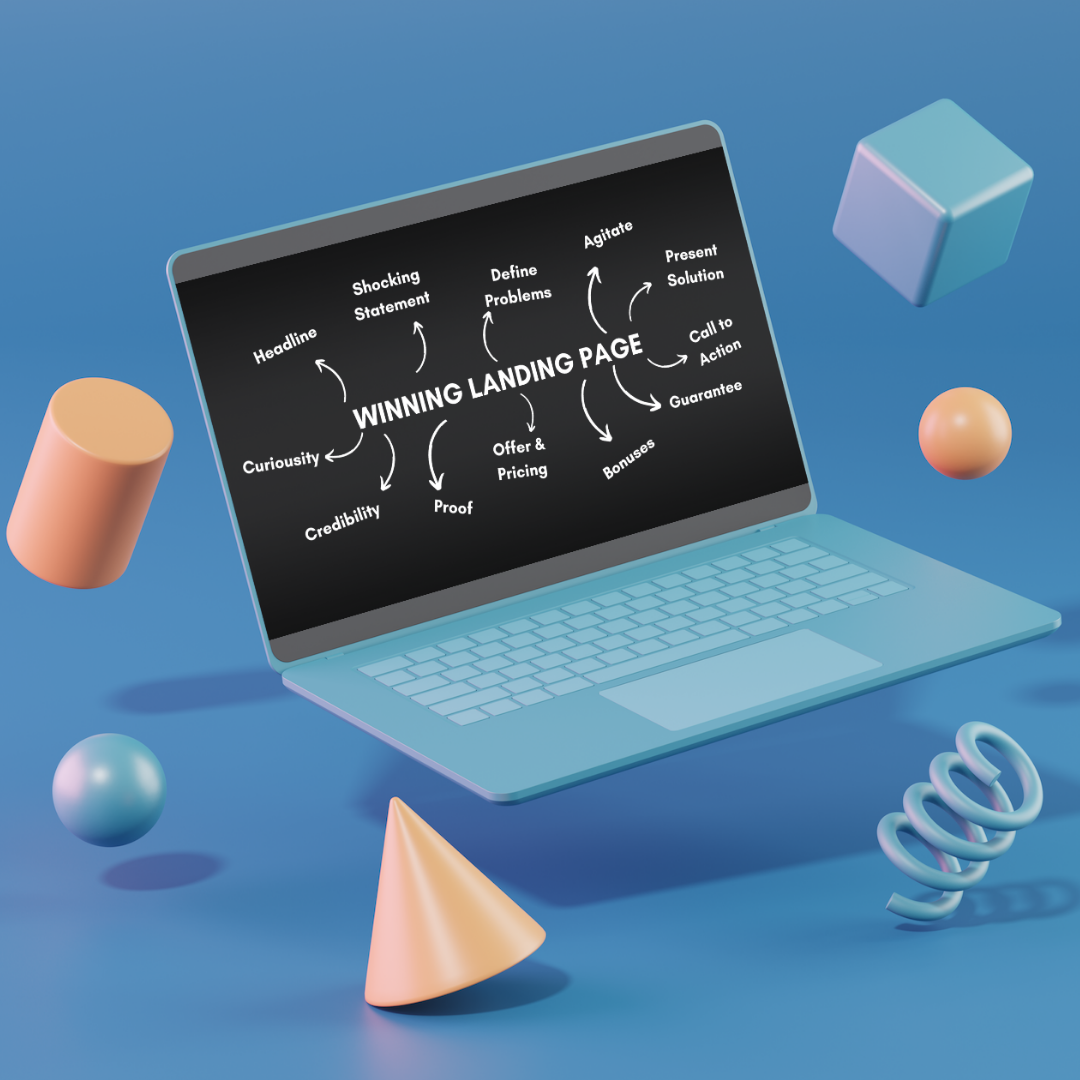 Agitate
Shocking
Statement
Define
Problems
Present
Solution
Headline
WINNING LANDING PAGE
Call to
Action
Guarantee
Curiousity
Offer &
Pricing
Bonuses
Credibility
Proof